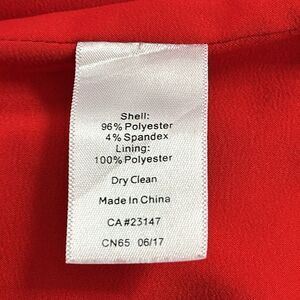 Shell:
96% Polyester
4% Spandex
Lining:
100% Polyester
Dry Clean
Made In China
CA#23147
CN65 06/17